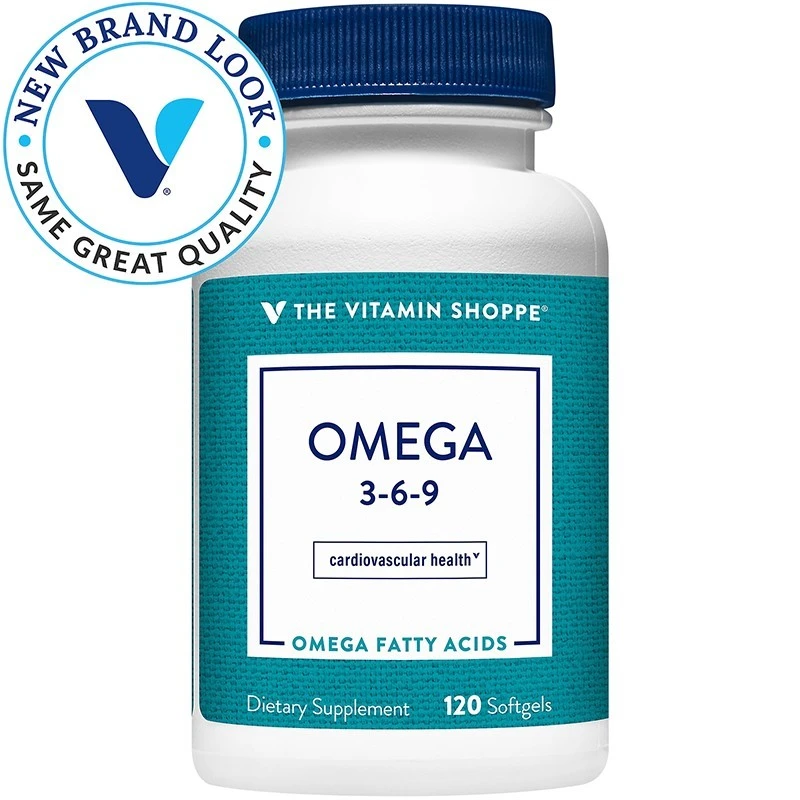 • NEW BRAND LOOK •
SAME GREAT QUALITY
®
THE VITAMIN SHOPPE®
OMEGA
3-6-9
cardiovascular health
OMEGA FATTY ACIDS
Dietary Supplement 120 Softgels